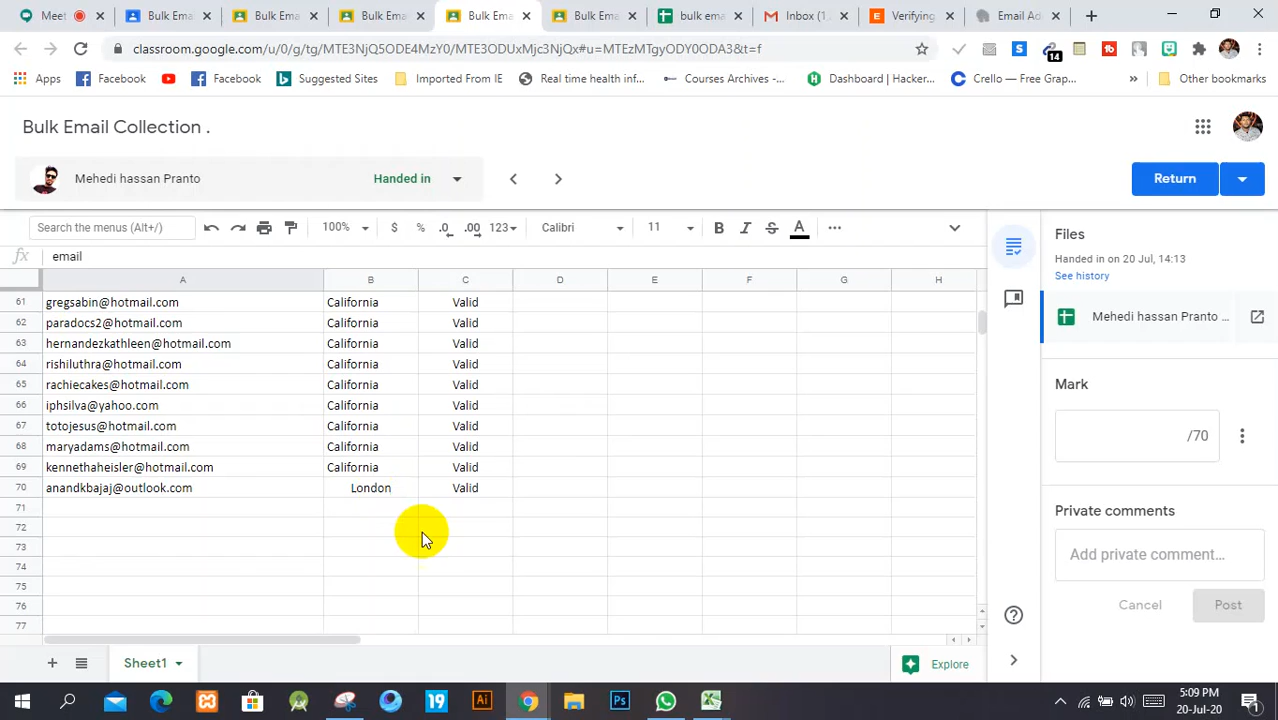 Meet
Bulk Ema
Bulk Ema
Bulk Ema
Bulk Ema
Bulk Ema
bulk ema
Inbox (1,
Verifying
Email Ad
classroom.google.com/u/0/g/tg/MTE3NjQ5ODE4MzY0/MTE3ODUxMjc3NjQx#u=MTEzMTgyODY0ODA3&t=f
14
Apps
Facebook
Facebook
Suggested Sites
Imported From IE
Real time health inf...
Courses Archives -...
Dashboard | Hacker...
Crello — Free Grap...
»
Other bookmarks
Bulk Email Collection .
Mehedi hassan Pranto
Handed in
Return
Search the menus (Alt+/)
100%
$
%
.0
.00
123
Calibri
11
B
I
S
A
fx
email
A B C D E F G H
61 gregsabin@hotmail.com California Valid
62 paradocs2@hotmail.com California Valid
63 hernandezkathleen@hotmail.com California Valid
64 rishiluthra@hotmail.com California Valid
65 rachiecakes@hotmail.com California Valid
66 iphsilva@yahoo.com California Valid
67 totojesus@hotmail.com California Valid
68 maryadams@hotmail.com California Valid
69 kennethaheisler@hotmail.com California Valid
70 anandkbajaj@outlook.com London Valid
71
72
73
74
75
76
77
Sheet1
Explore
Files
Handed in on 20 Jul, 14:13
See history
Mehedi hassan Pranto ...
Mark
/70
Private comments
Add private comment...
Cancel
Post
19
Ai
Ps
5:09 PM
20-Jul-20
1